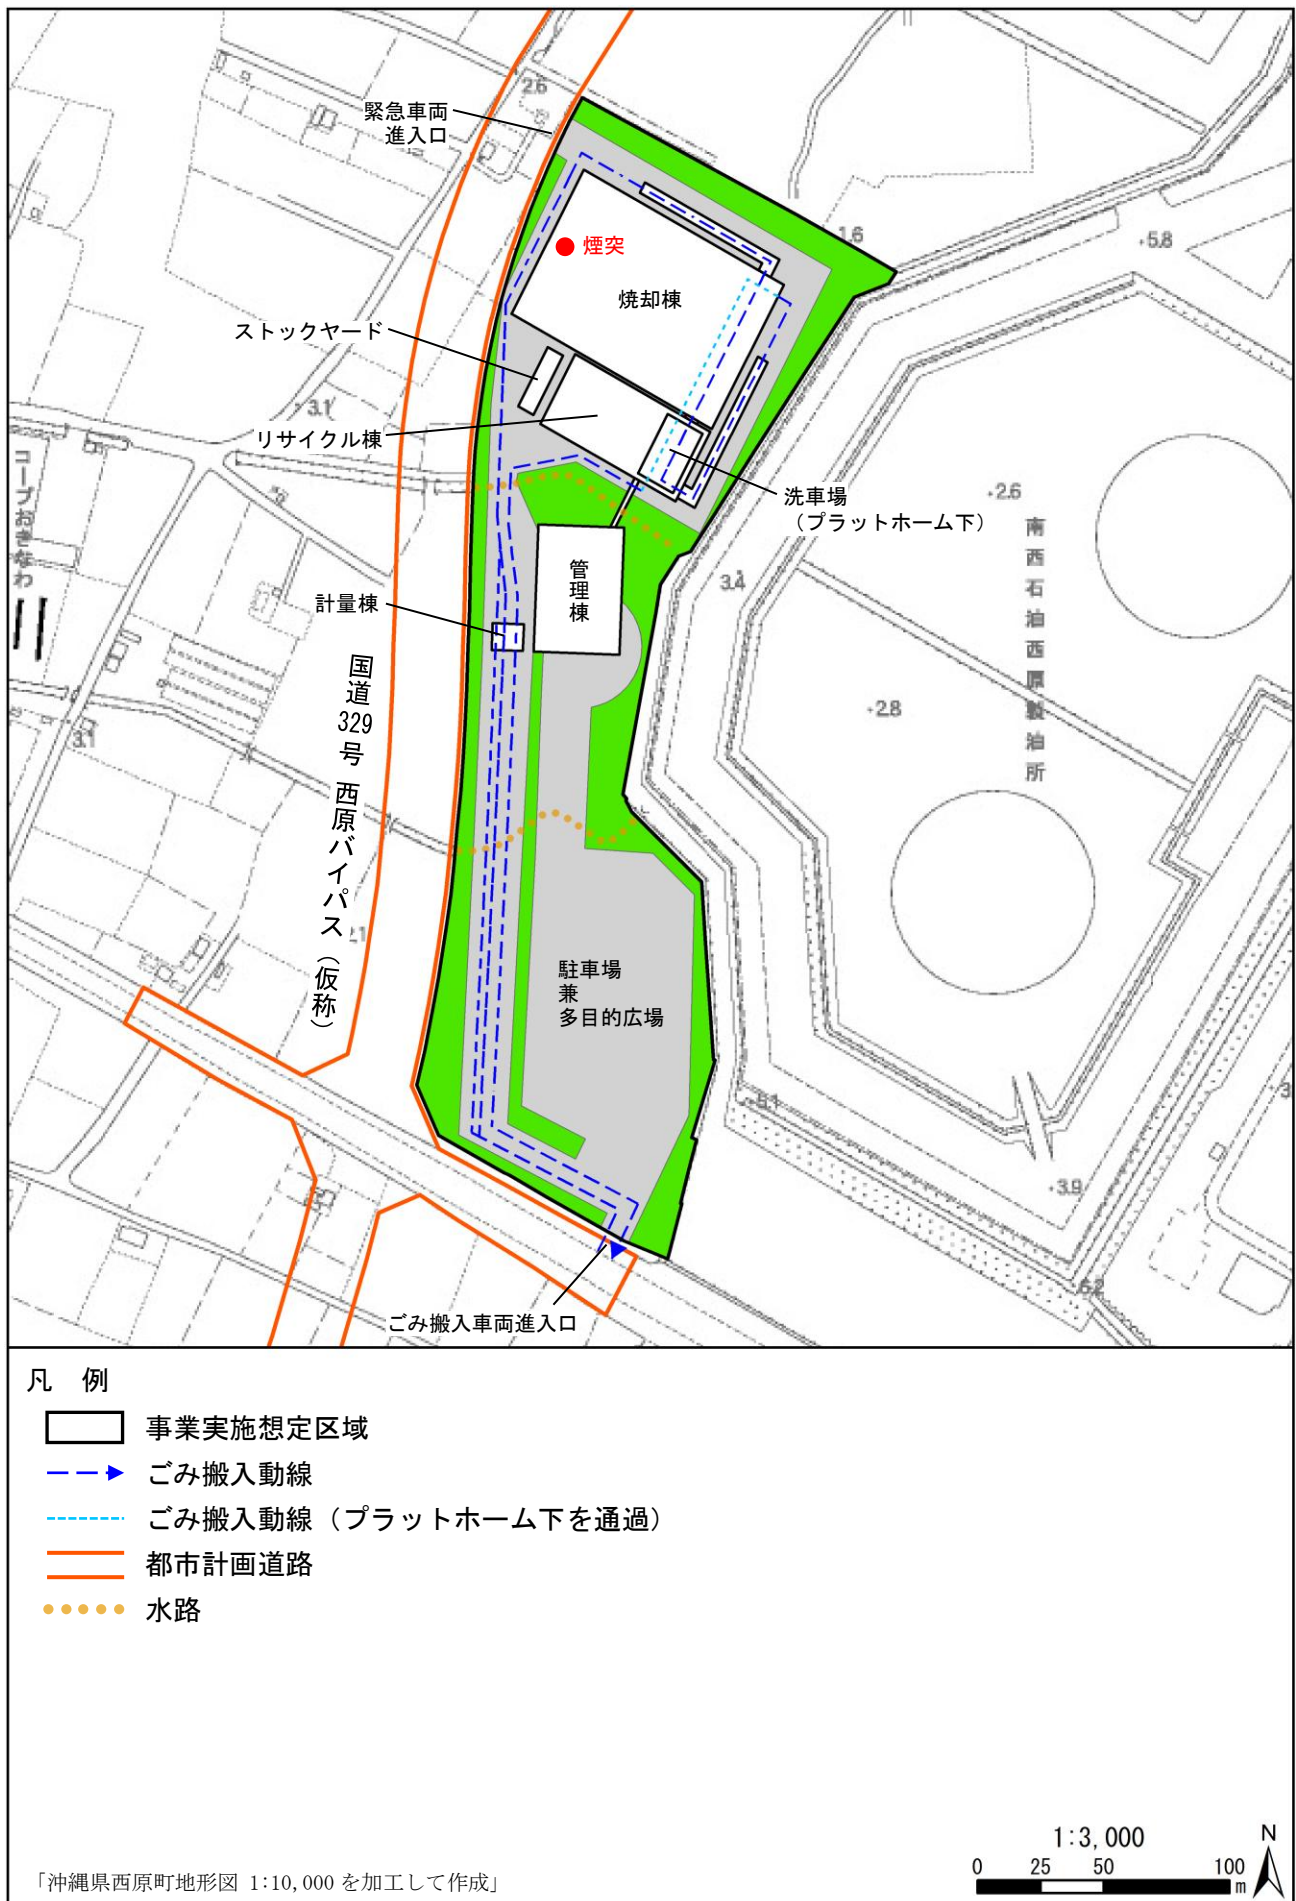 緊急車両
進入口
2.6
1.6
5.8
煙突
焼却棟
ストックヤード
3.1
リサイクル棟
洗車場
（プラットホーム下）
2.6
コープおきなわ
南西石油西原製油所
管理棟
3.4
計量棟
国道329号 西原バイパス（仮称）
2.8
3.1
2.1
駐車場
兼
多目的広場
5.1
3.9
5.2
ごみ搬入車両進入口
凡 例
事業実施想定区域
ごみ搬入動線
ごみ搬入動線（プラットホーム下を通過）
都市計画道路
水路
1:3,000
N
0 25 50 100
m
「沖縄県西原町地形図 1:10,000 を加工して作成」